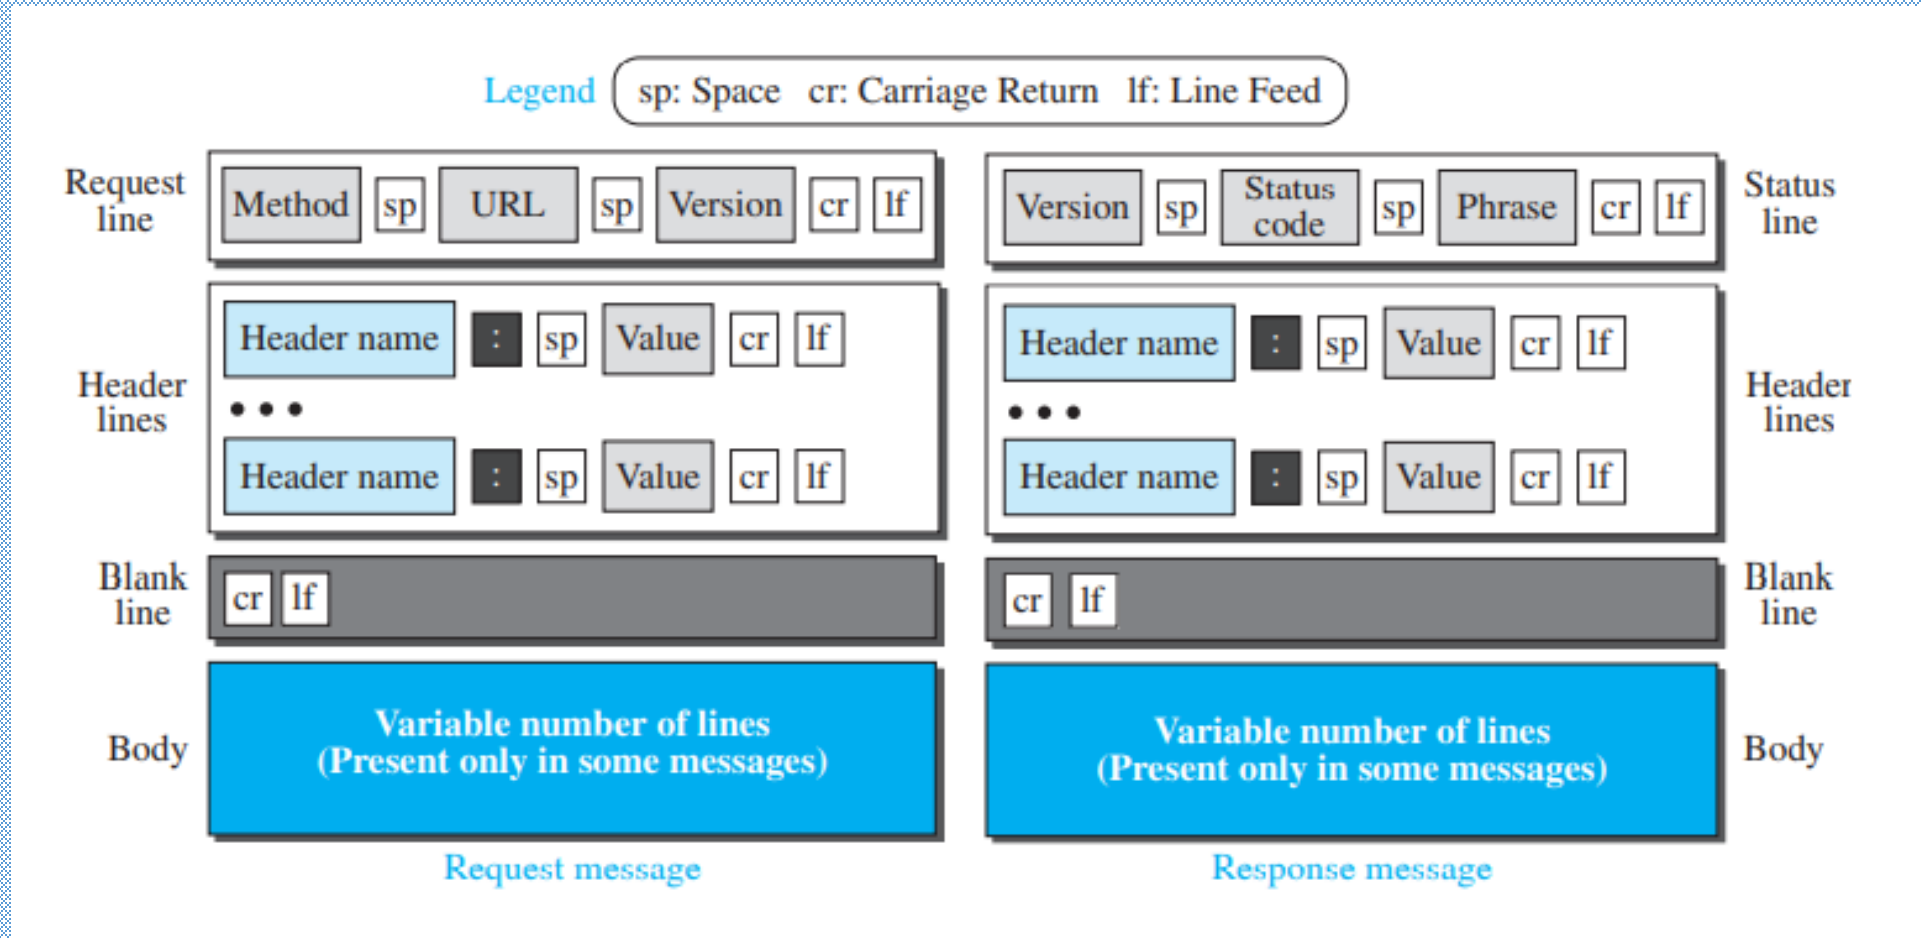 Legend sp: Space cr: Carriage Return lf: Line Feed
Request
line
Method sp URL sp Version cr lf
Version sp Status code sp Phrase cr lf
Status
line
Header
lines
Header name : sp Value cr lf
• • •
Header name : sp Value cr lf
Header name : sp Value cr lf
• • •
Header name : sp Value cr lf
Header
lines
Blank
line
cr lf
cr lf
Blank
line
Body
Variable number of lines
(Present only in some messages)
Variable number of lines
(Present only in some messages)
Body
Request message
Response message